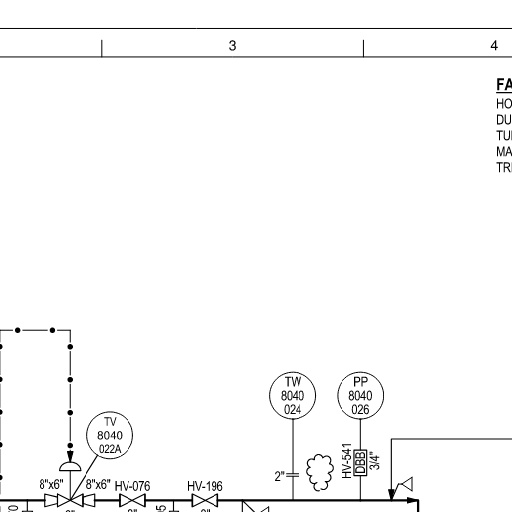 3
4
FA
HO
DU
TU
MA
TR
TW
8040
024
PP
8040
026
TV
8040
022A
HV-541
DBB
3/4"
2"
8"x6"
8"x6"
HV-076
HV-196